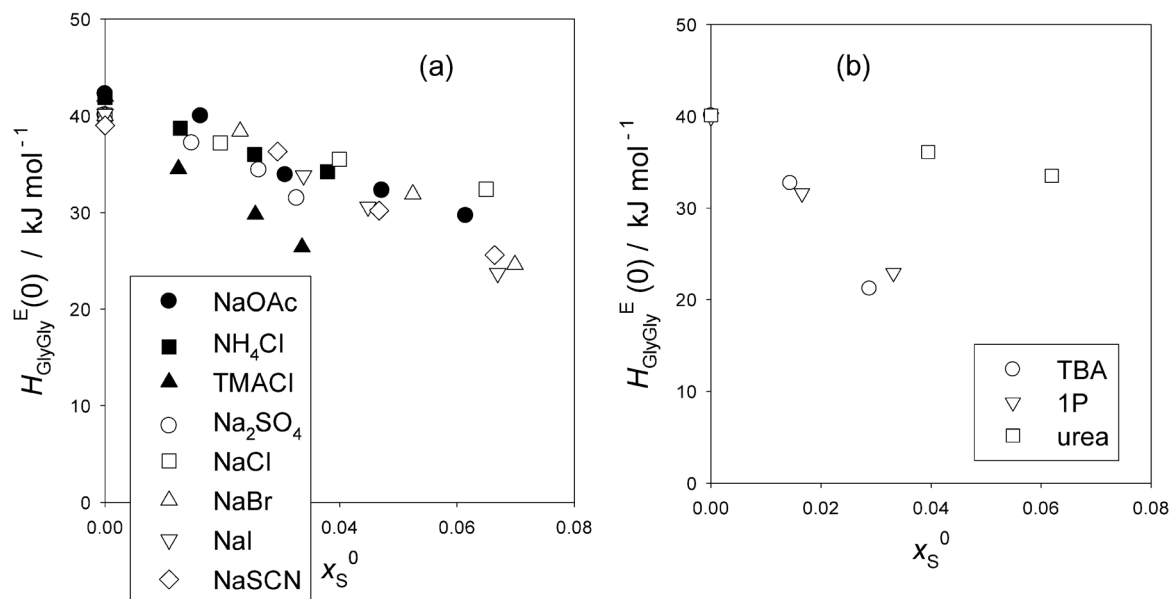 50
40
30
20
10
0
H_GlyGly^E(0) / kJ mol^-1
(a)
NaOAc
NH₄Cl
TMACl
Na₂SO₄
NaCl
NaBr
NaI
NaSCN
0.00
0.04
0.06
0.08
x_S^0
50
40
30
20
10
0
H_GlyGly^E(0) / kJ mol^-1
(b)
TBA
1P
urea
0.00 0.02 0.04 0.06 0.08
x_S^0